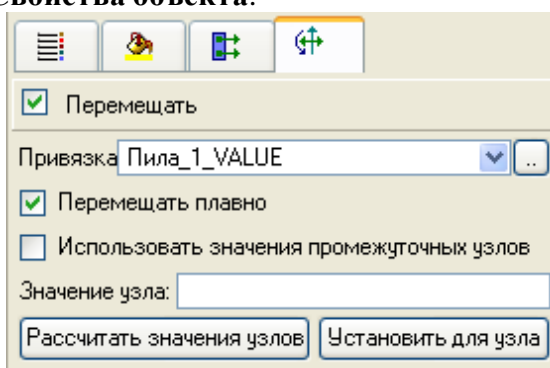 Свойства объекта.
Перемещать
Привязка Пила_1_VALUE ..
Перемещать плавно
Использовать значения промежуточных узлов
Значение узла:
Рассчитать значения узлов Установить для узла